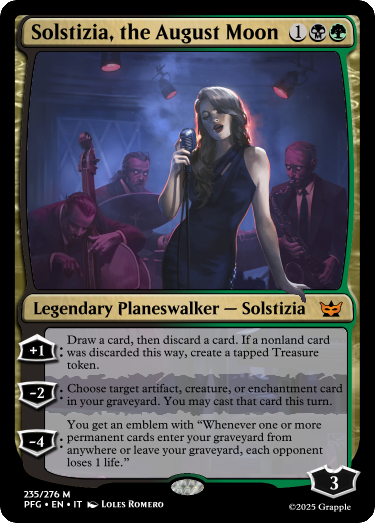 Solstizia, the August Moon 1
Legendary Planeswalker — Solstizia
+1 : Draw a card, then discard a card. If a nonland card
was discarded this way, create a tapped Treasure
token.
-2 : Choose target artifact, creature, or enchantment card
in your graveyard. You may cast that card this turn.
-4 : You get an emblem with “Whenever one or more
permanent cards enter your graveyard from
anywhere or leave your graveyard, each opponent
loses 1 life.”
3
235/276 M
PFG • EN • IT Loles Romero
©2025 Grapple